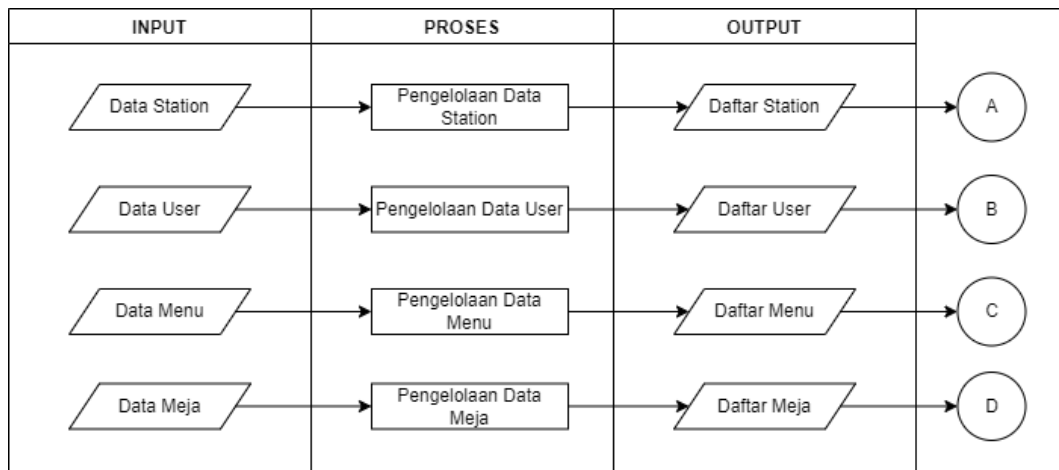 INPUT
PROSES
OUTPUT
Data Station
Pengelolaan Data
Station
Daftar Station
A
Data User
Pengelolaan Data User
Daftar User
B
Data Menu
Pengelolaan Data
Menu
Daftar Menu
C
Data Meja
Pengelolaan Data
Meja
Daftar Meja
D